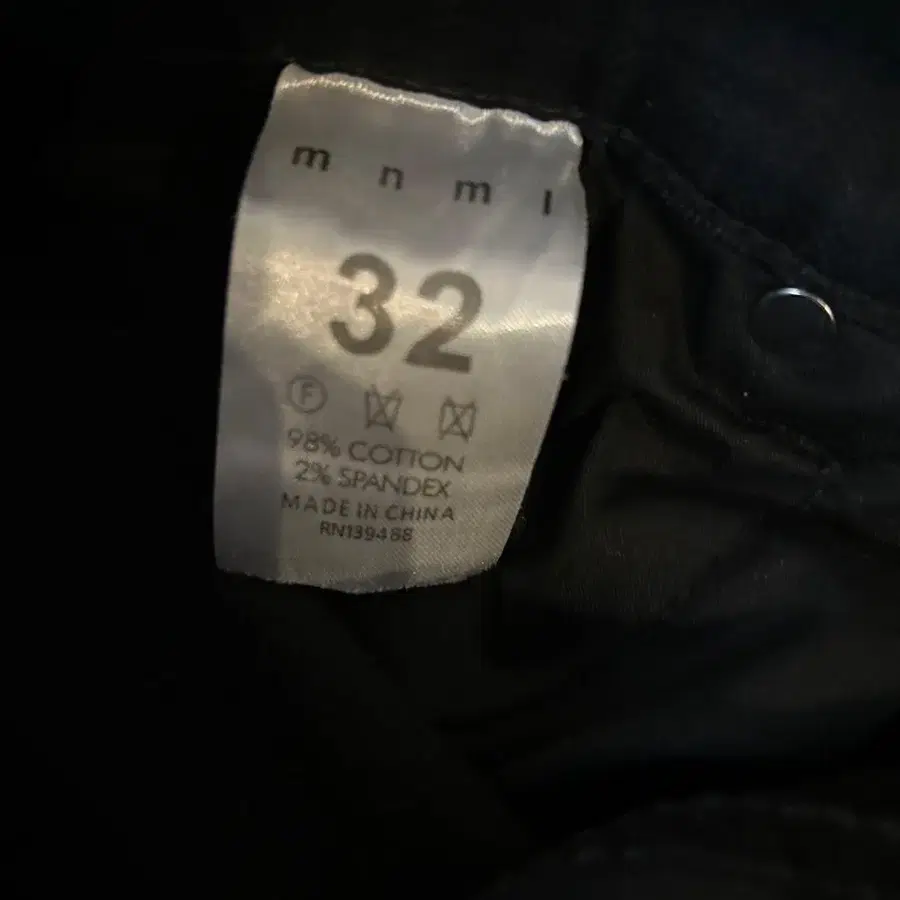 m n m l
32
F
98% COTTON
2% SPANDEX
MADE IN CHINA
RN139488